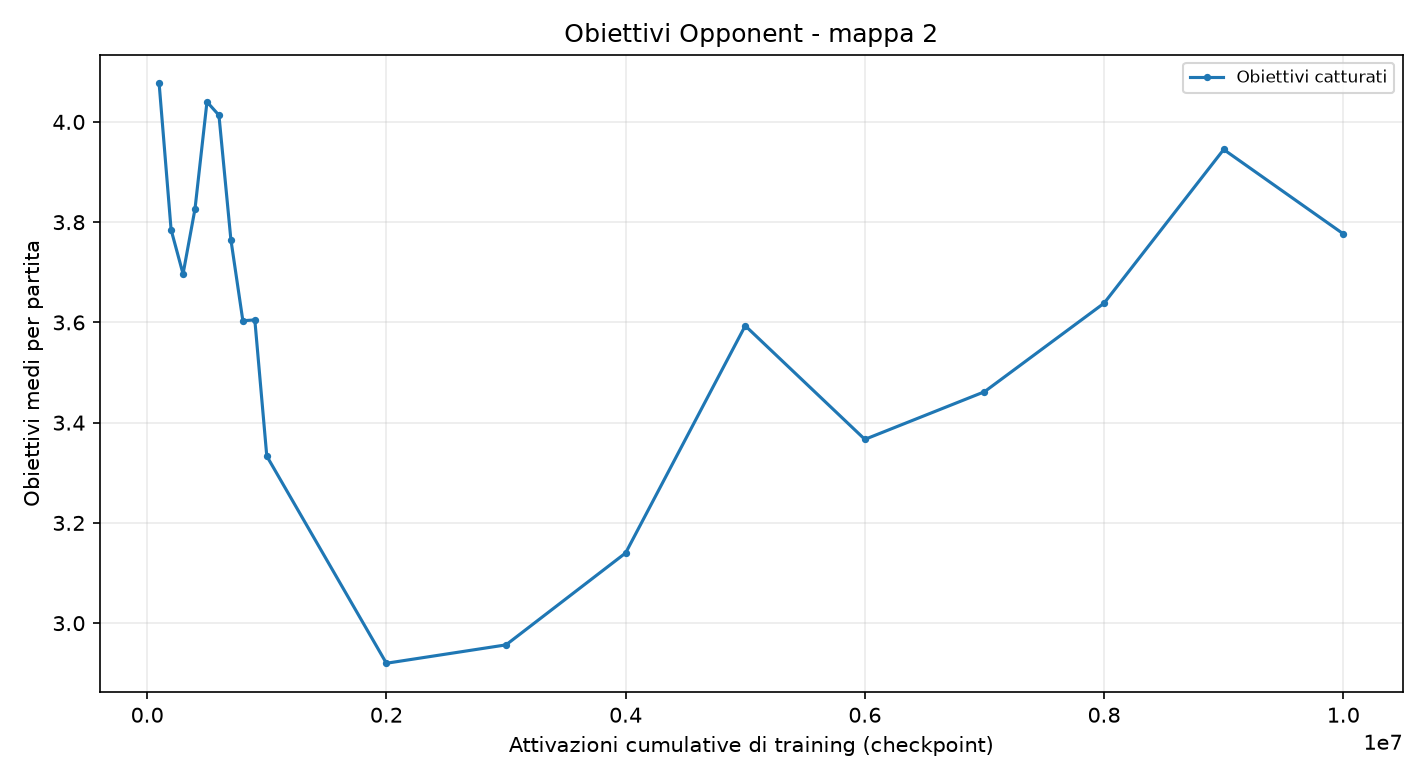 Obiettivi Opponent - mappa 2
Obiettivi catturati
Obiettivi medi per partita
4.0
3.8
3.6
3.4
3.2
3.0
0.0 0.2 0.4 0.6 0.8 1.0
1e7
Attivazioni cumulative di training (checkpoint)